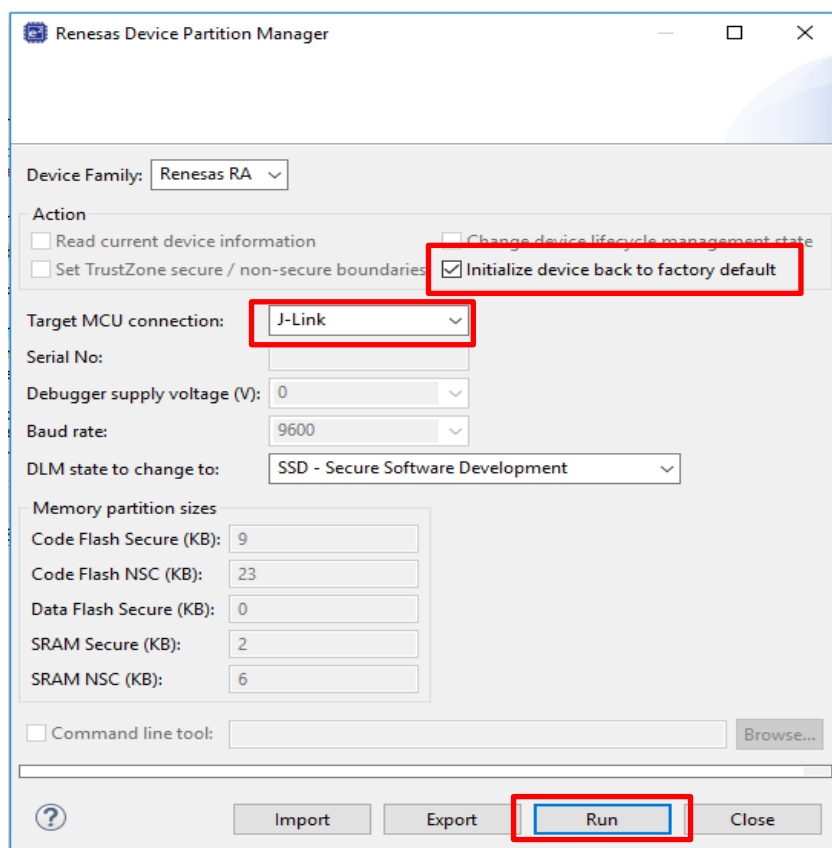 Renesas Device Partition Manager
Device Family: Renesas RA
Action
Read current device information Change device lifecycle management state
Set TrustZone secure / non-secure boundaries Initialize device back to factory default
Target MCU connection: J-Link
Serial No:
Debugger supply voltage (V): 0
Baud rate: 9600
DLM state to change to: SSD - Secure Software Development
Memory partition sizes
Code Flash Secure (KB): 9
Code Flash NSC (KB): 23
Data Flash Secure (KB): 0
SRAM Secure (KB): 2
SRAM NSC (KB): 6
Command line tool: Browse...
? Import Export Run Close